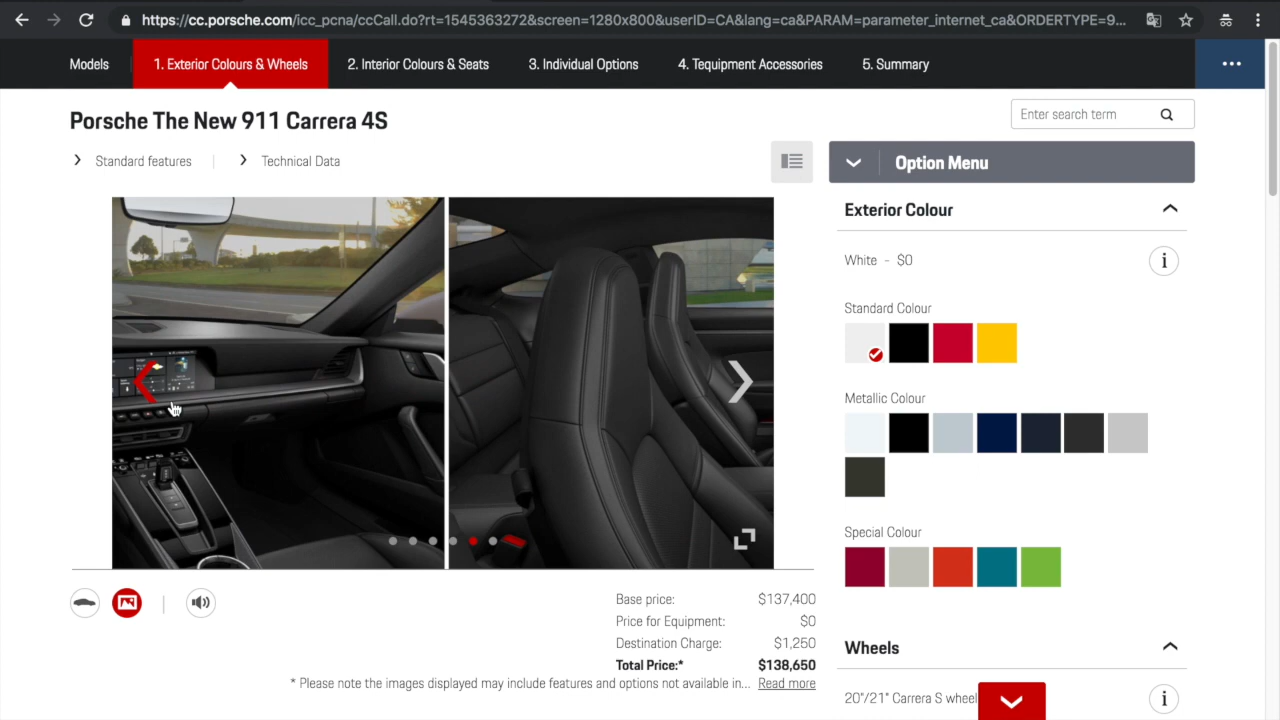 https://cc.porsche.com/icc_pcna/ccCall.do?rt=1545363272&screen=1280x800&userID=CA&lang=ca&PARAM=parameter_internet_ca&ORDERTYPE=9...
Models
1. Exterior Colours & Wheels
2. Interior Colours & Seats
3. Individual Options
4. Tequipment Accessories
5. Summary
Porsche The New 911 Carrera 4S
Enter search term
Standard features
Technical Data
Option Menu
Exterior Colour
White - $0
Standard Colour
Metallic Colour
Special Colour
Base price: $137,400
Price for Equipment: $0
Destination Charge: $1,250
Total Price:* $138,650
* Please note the images displayed may include features and options not available in... Read more
Wheels
20"/21" Carrera S wheel